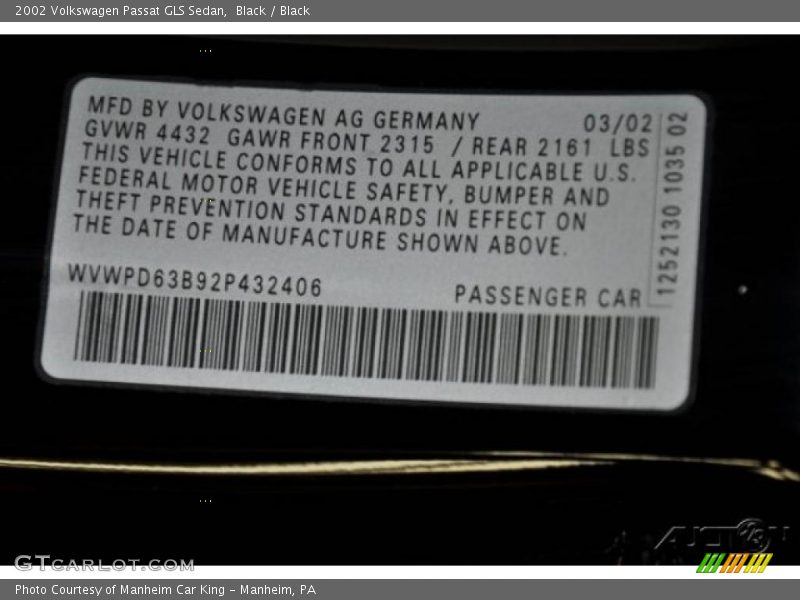 2002 Volkswagen Passat GLS Sedan, Black / Black
MFD BY VOLKSWAGEN AG GERMANY 03/02
GVWR 4432 GAWR FRONT 2315 / REAR 2161 LBS
THIS VEHICLE CONFORMS TO ALL APPLICABLE U.S.
FEDERAL MOTOR VEHICLE SAFETY, BUMPER AND
THEFT PREVENTION STANDARDS IN EFFECT ON
THE DATE OF MANUFACTURE SHOWN ABOVE.
WVWPD63B92P432406 PASSENGER CAR
1252130 1035 02
GTcarlot.com
Photo Courtesy of Manheim Car King - Manheim, PA